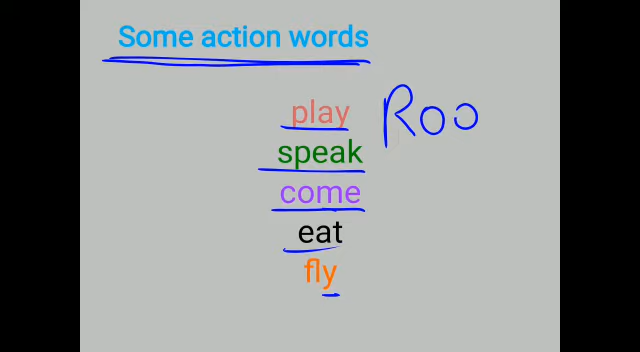 Some action words
play Roo
speak
come
eat
fly